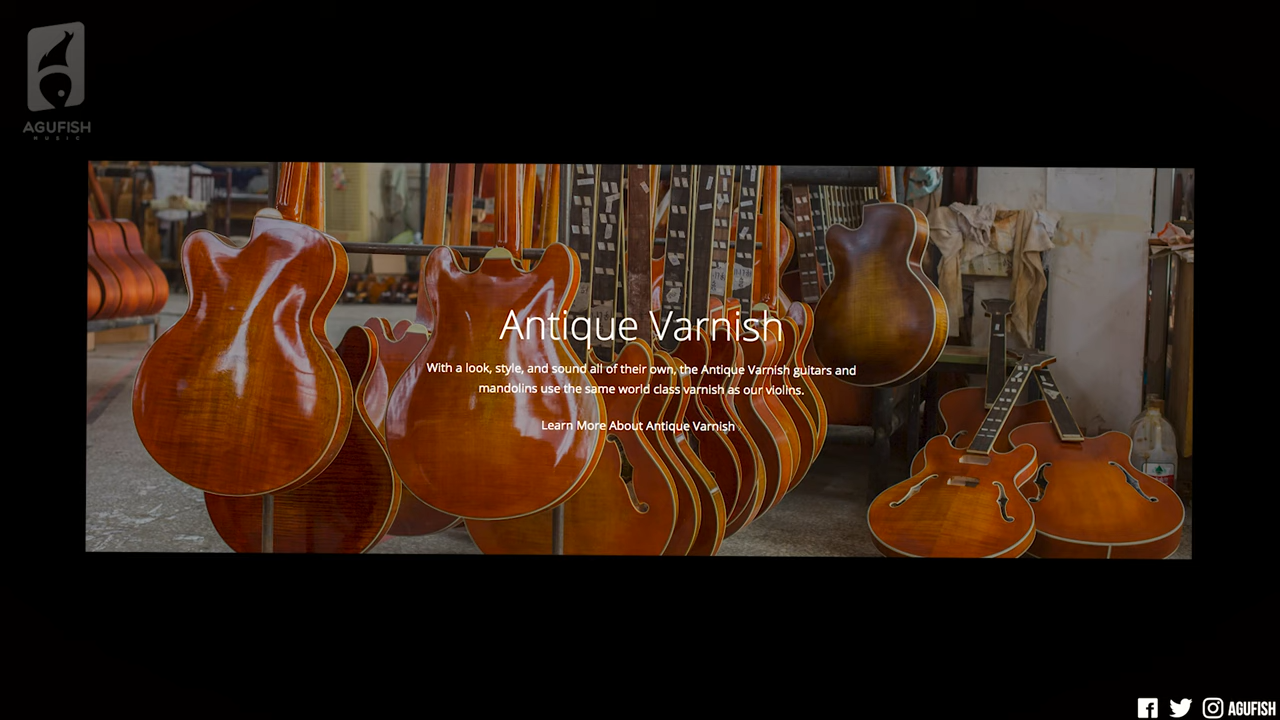 AGUFISH
MUSIC
Antique Varnish
With a look, style, and sound all of their own, the Antique Varnish guitars and
mandolins use the same world class varnish as our violins.
Learn More About Antique Varnish
AGUFISH